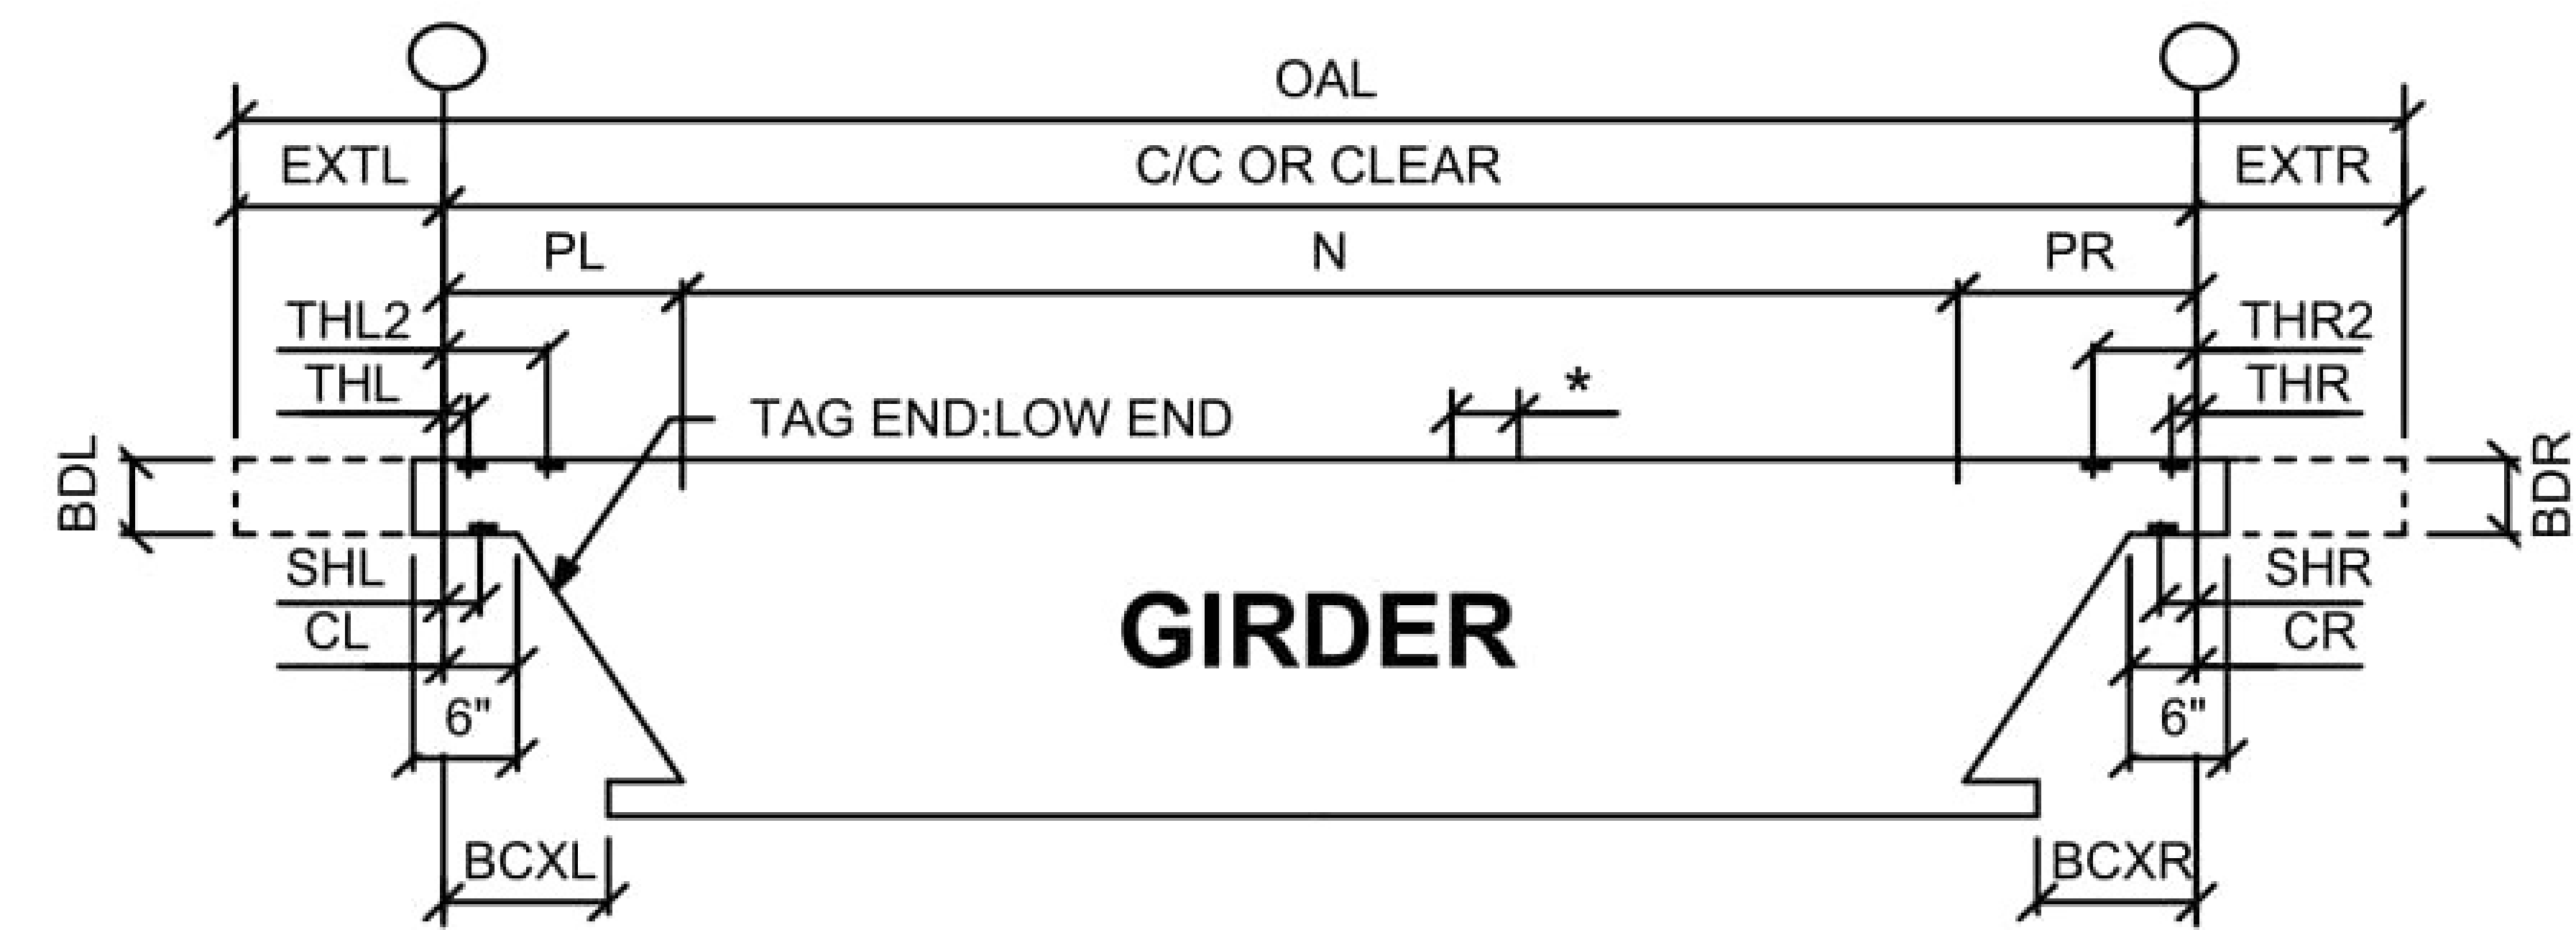 OAL
EXTL C/C OR CLEAR EXTR
PL N PR
THL2 THR2
THL * THR
TAG END:LOW END
BDL BDR
SHL SHR
GIRDER
CL CR
6" 6"
BCXL BCXR